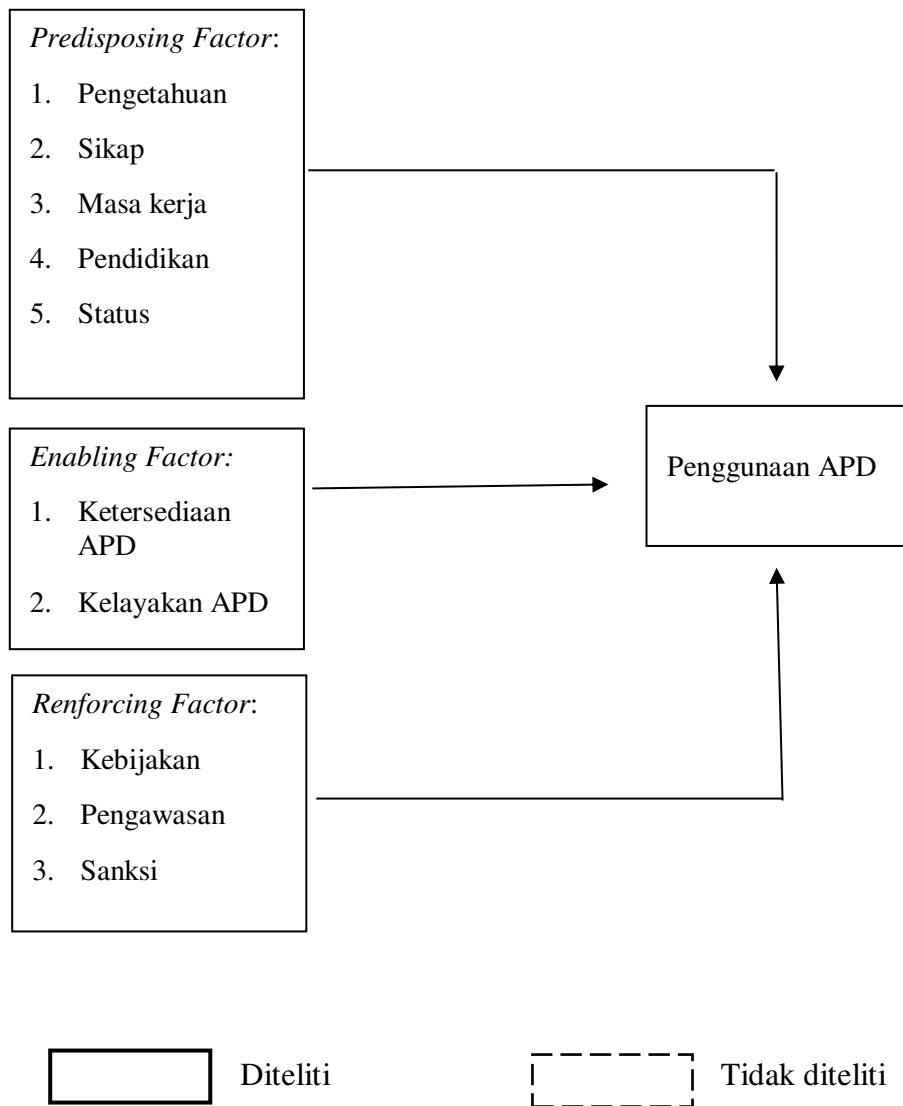 Predisposing Factor:
1. Pengetahuan
2. Sikap
3. Masa kerja
4. Pendidikan
5. Status
Enabling Factor:
1. Ketersediaan
APD
2. Kelayakan APD
Renforcing Factor:
1. Kebijakan
2. Pengawasan
3. Sanksi
Penggunaan APD
Diteliti
Tidak diteliti